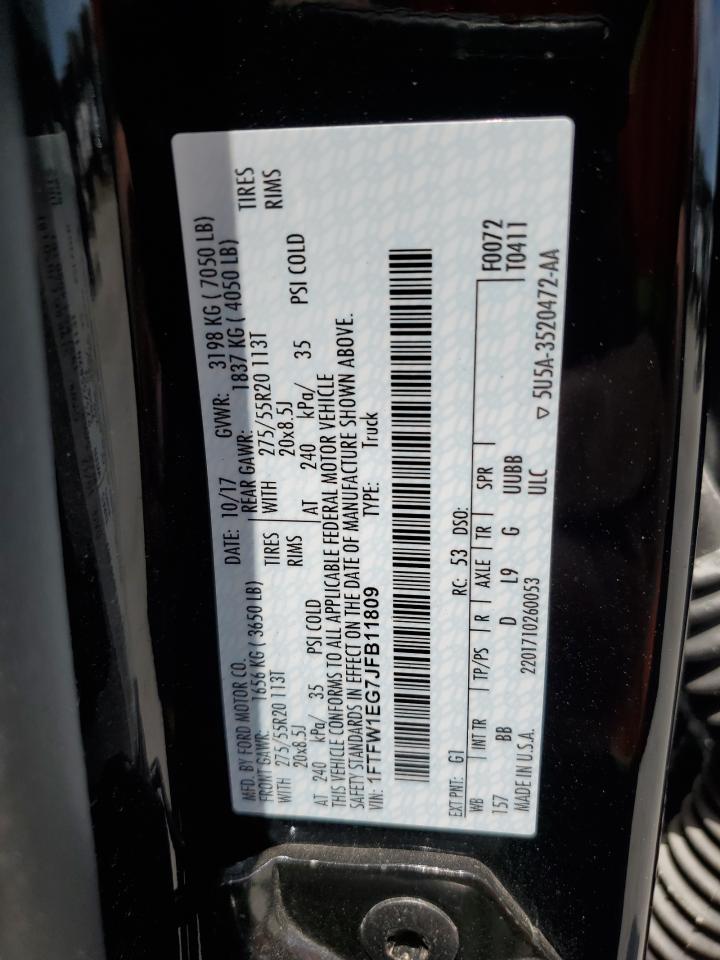 MFD. BY FORD MOTOR CO.
DATE: 10/17 GVWR: 3198 KG ( 7050 LB)
FRONT GAWR: 1656 KG ( 3650 LB)
REAR GAWR: 1837 KG ( 4050 LB)
WITH 275/55R20 113T TIRES
WITH 275/55R20 113T TIRES
20x8.5J RIMS
20x8.5J RIMS
AT 240 kPa/ 35 PSI COLD
AT 240 kPa/ 35 PSI COLD
THIS VEHICLE CONFORMS TO ALL APPLICABLE FEDERAL MOTOR VEHICLE
SAFETY STANDARDS IN EFFECT ON THE DATE OF MANUFACTURE SHOWN ABOVE.
VIN: 1FTFW1EG7JFB11809 TYPE: Truck
EXT PNT: G1 RC: 53 DSO: F0072
WB INT TR TP/PS R AXLE TR SPR T0411
157 BB D L9 G UUBB
MADE IN U.S.A. 2201710260053 ULC ▽ 5U5A-3520472-AA